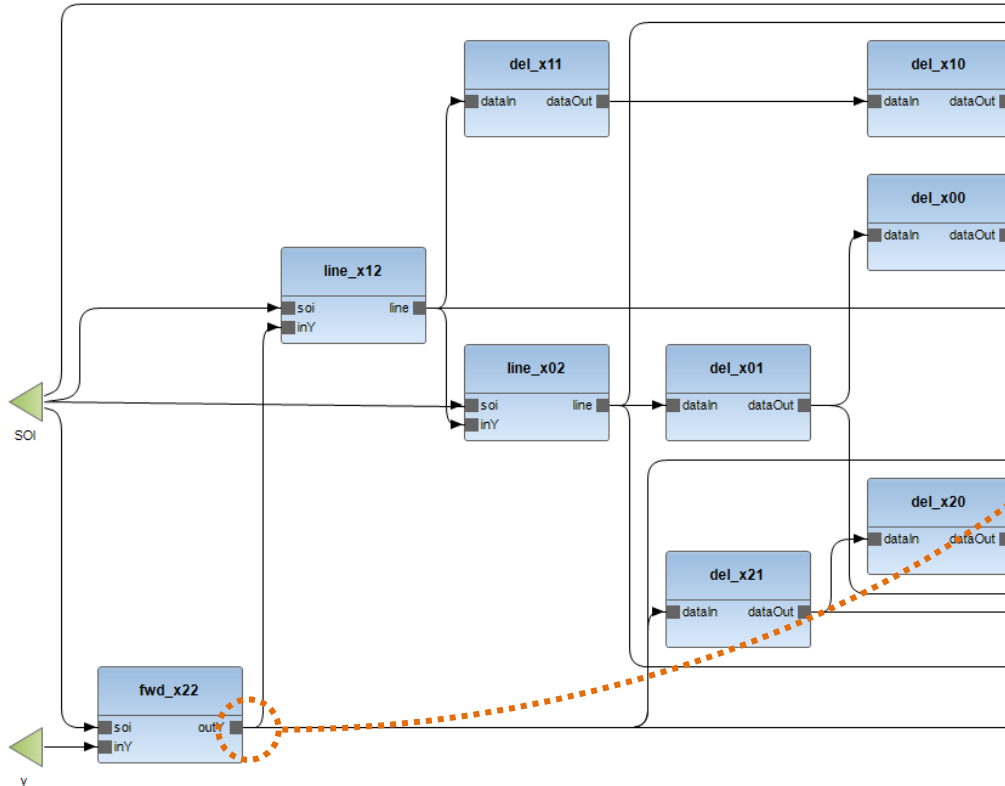 del_x11
dataIn dataOut
del_x10
dataIn dataOut
del_x00
dataIn dataOut
line_x12
soi line
inY
line_x02
soi line
inY
del_x01
dataIn dataOut
SOI
del_x20
dataIn dataOut
del_x21
dataIn dataOut
fwd_x22
soi outY
inY